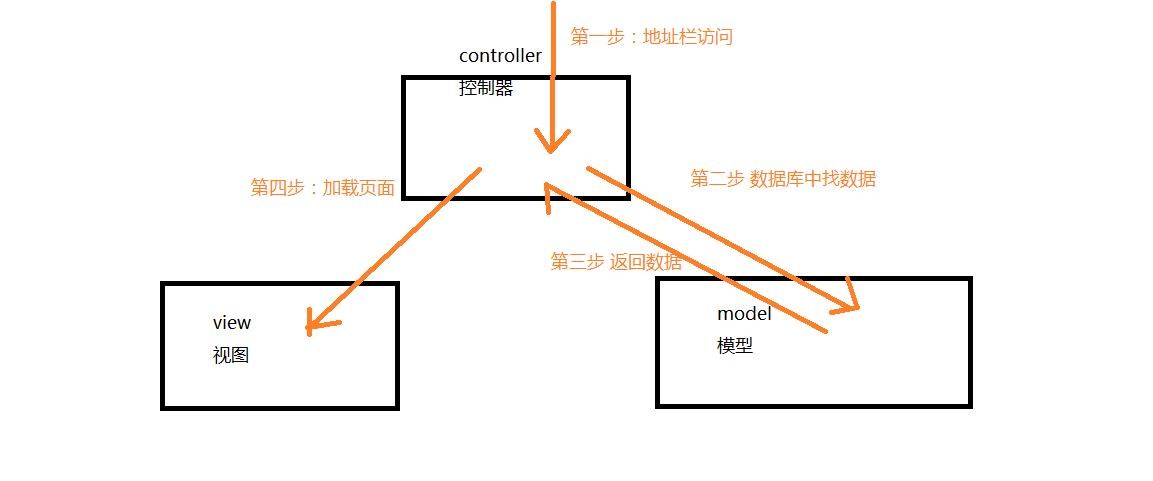 第一步：地址栏访问
controller
控制器
第二步 数据库中找数据
第四步：加载页面
第三步 返回数据
view
视图
model
模型